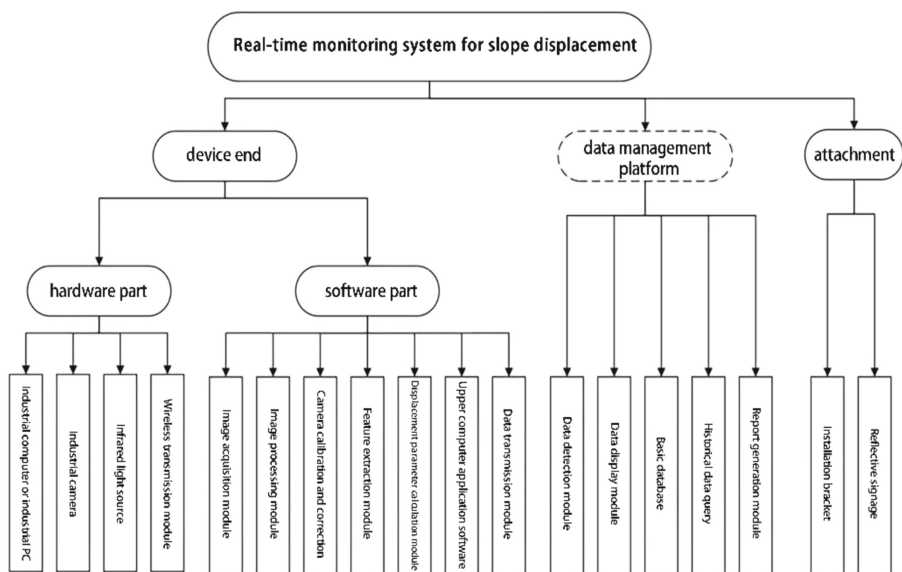 Real-time monitoring system for slope displacement
device end
data management
platform
attachment
hardware part
software part
Industrial computer or industrial PC
Industrial camera
Infrared light source
Wireless transmission module
Image acquisition module
Image processing module
Camera calibration and correction
Feature extraction module
Displacement parameter calculation module
Upper computer application software
Data transmission module
Data detection module
Data display module
Basic database
Historical data query
Report generation module
Installation bracket
Reflective signage